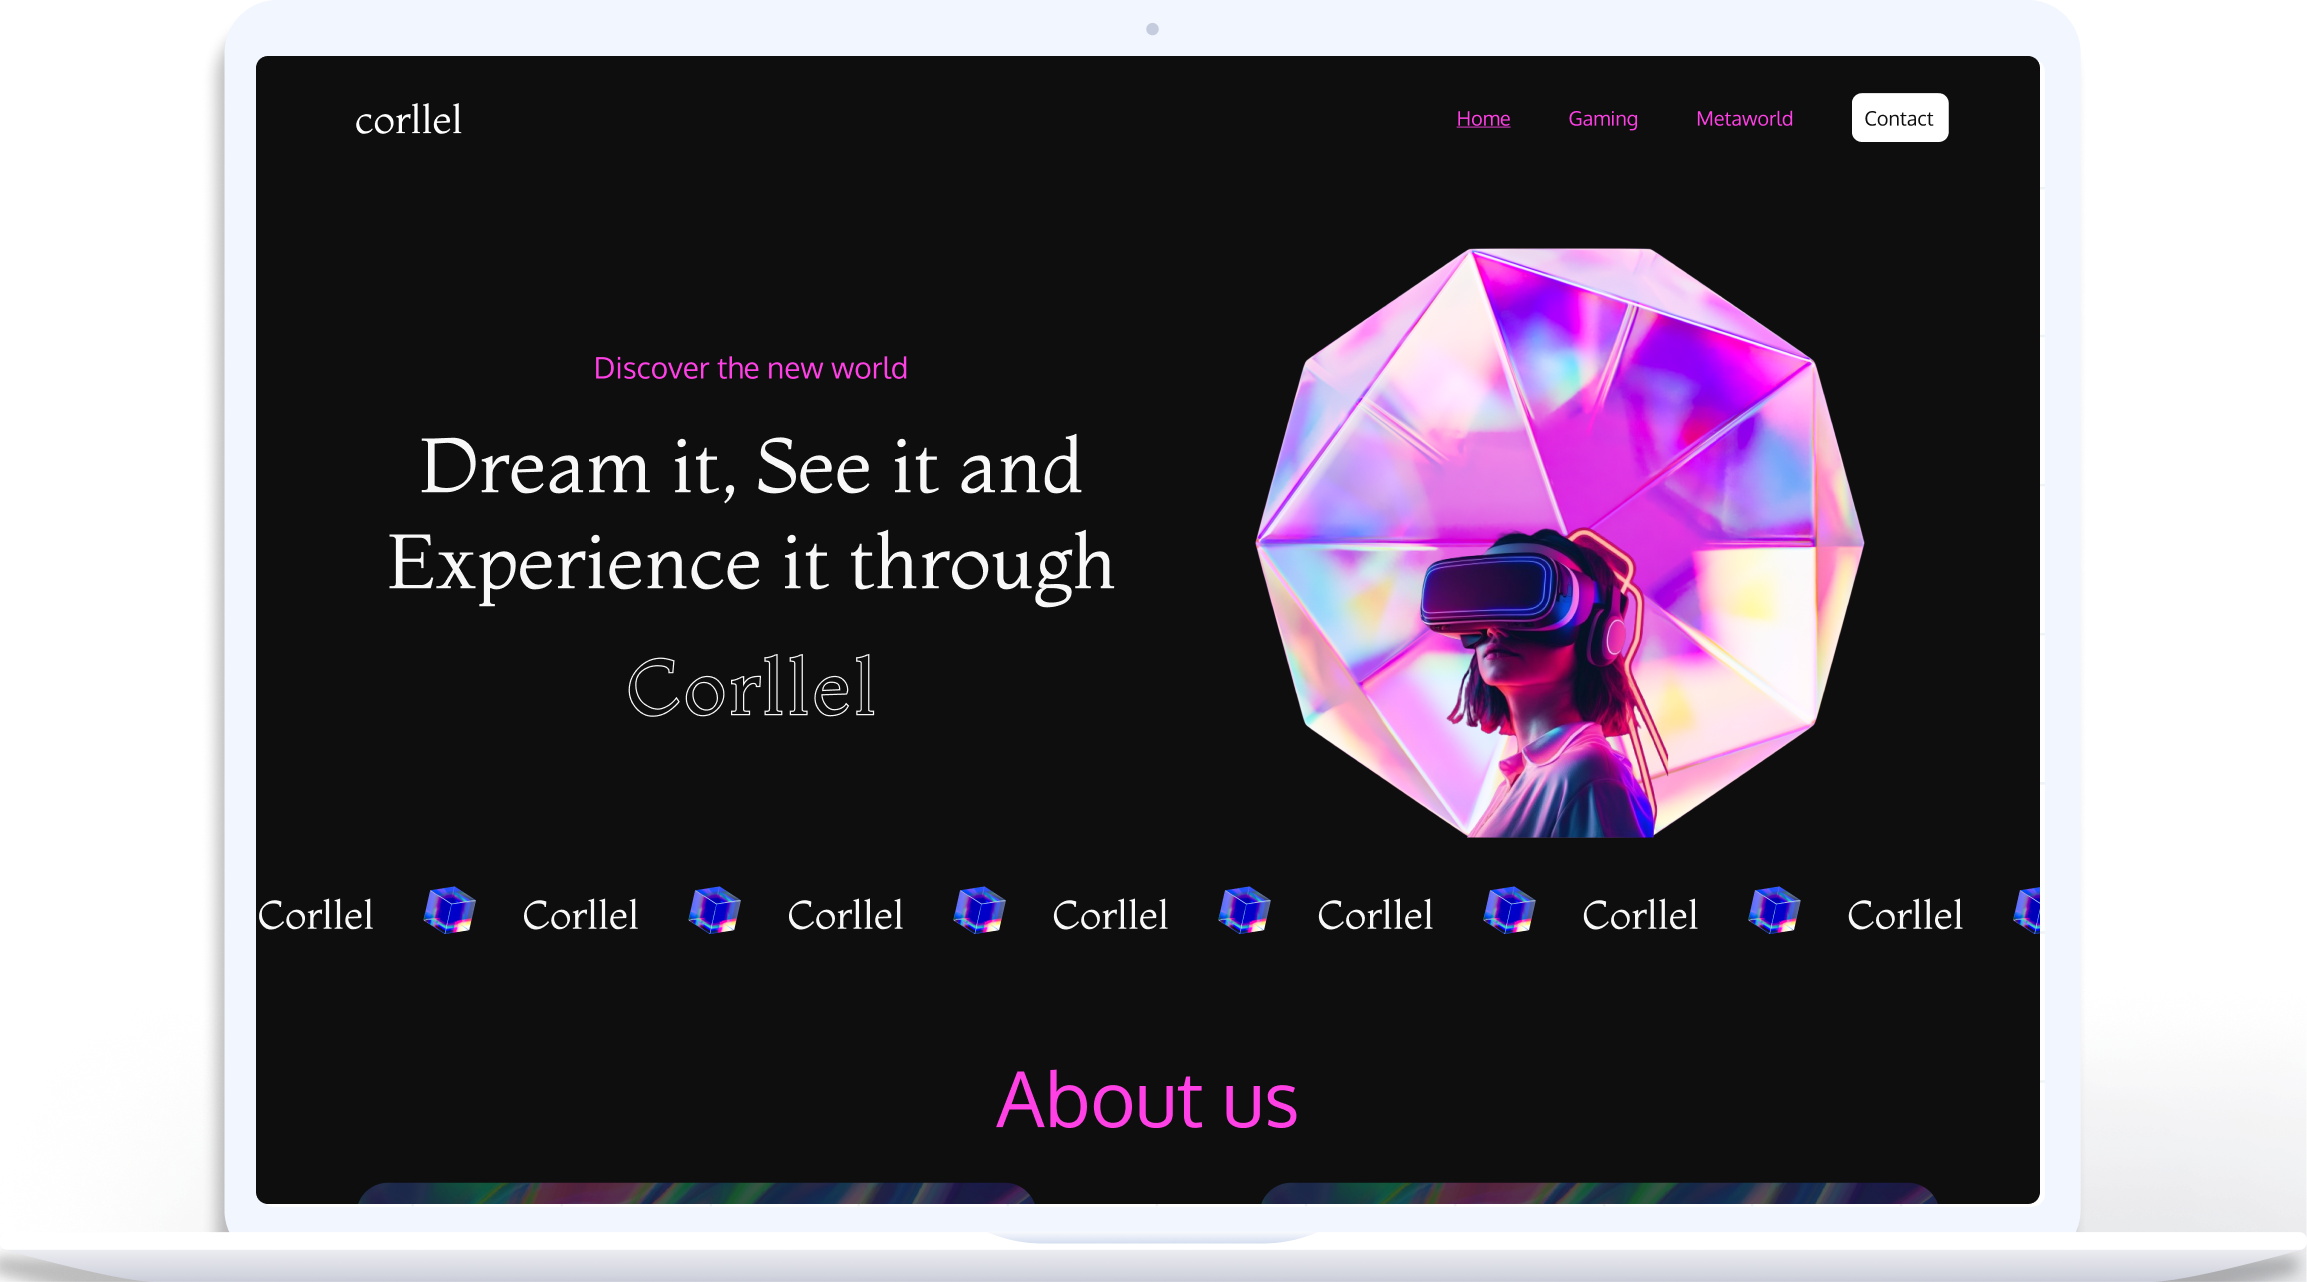 corllel
Home Gaming Metaworld Contact
Discover the new world
Dream it, See it and
Experience it through
Corllel
Corllel Corllel Corllel Corllel Corllel Corllel Corllel
About us